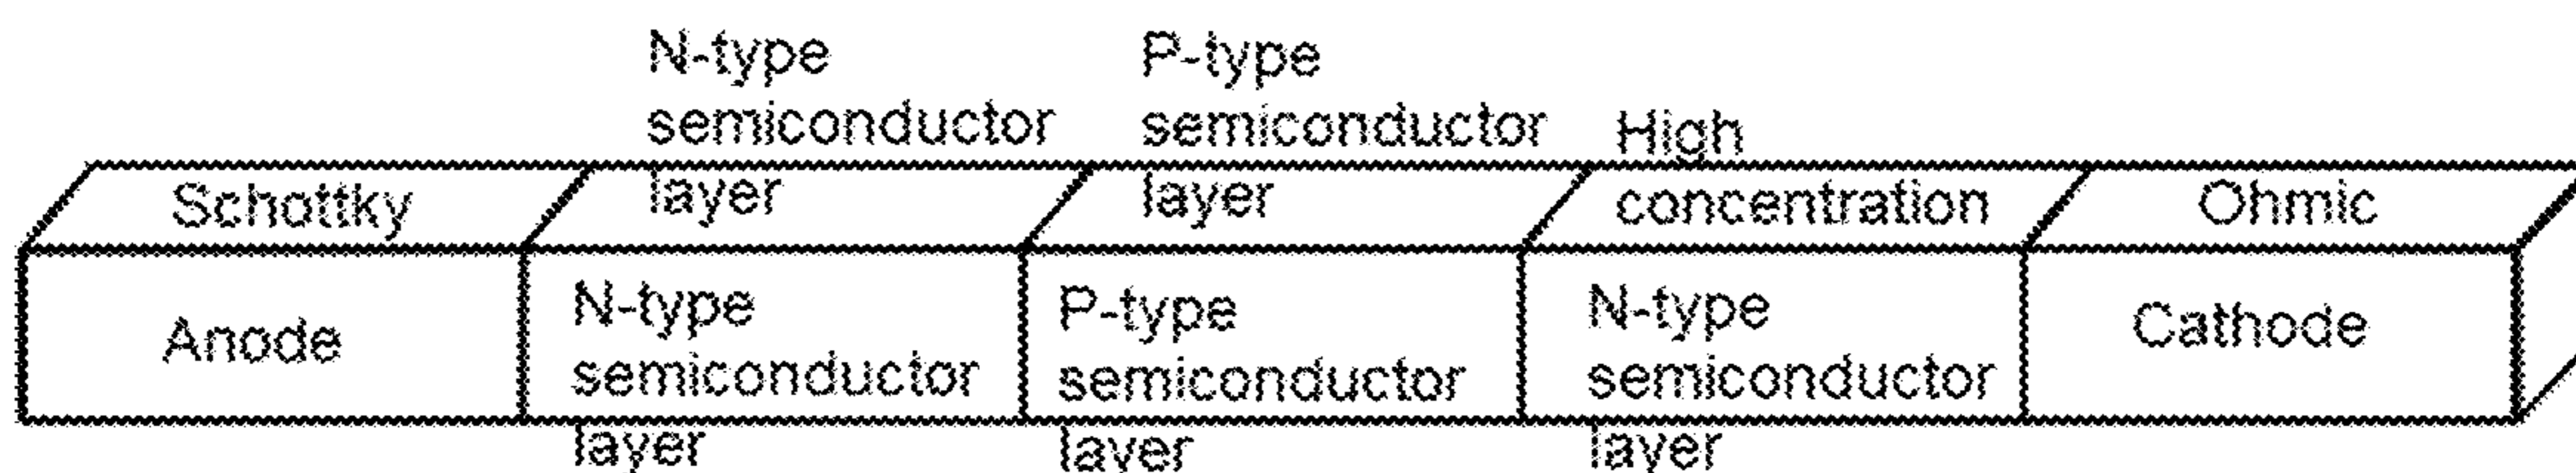 N-type
semiconductor
layer
P-type
semiconductor
layer
High
concentration
Schottky
Ohmic
Anode
N-type
semiconductor
layer
P-type
semiconductor
layer
N-type
semiconductor
layer
Cathode